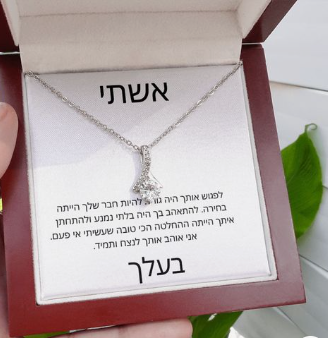 אשתי
לפגוש אותך היה גורל, להיות חבר שלך הייתה
בחירה. להתאהב בך היה בלתי נמנע ולהתחתן
איתך הייתה ההחלטה הכי טובה שעשיתי אי פעם.
אני אוהב אותך לנצח ותמיד.
בעלך